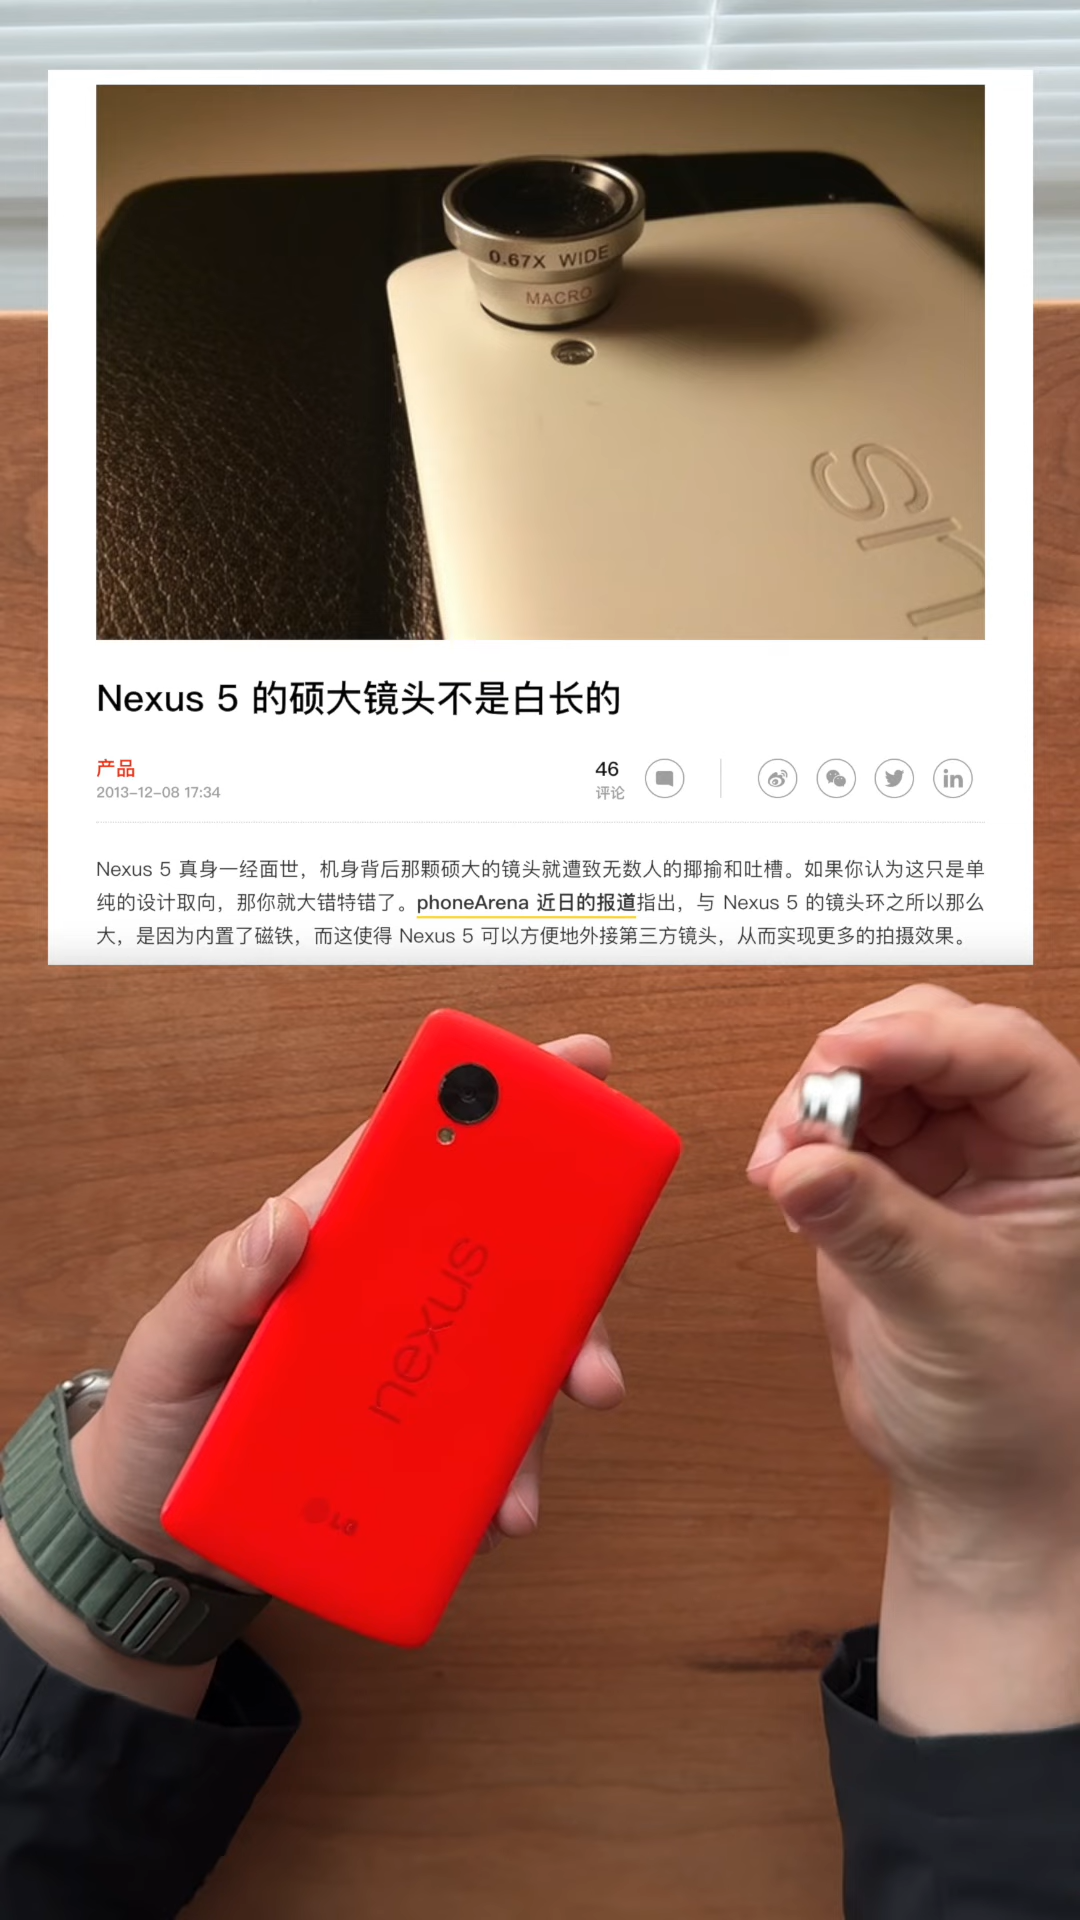 0.67X WIDE
MACRO
nexus
Nexus 5 的硕大镜头不是白长的
产品
2013-12-08 17:34
46
评论
Nexus 5 真身一经面世，机身背后那颗硕大的镜头就遭致无数人的揶揄和吐槽。如果你认为这只是单
纯的设计取向，那你就大错特错了。phoneArena 近日的报道指出，与 Nexus 5 的镜头环之所以那么
大，是因为内置了磁铁，而这使得 Nexus 5 可以方便地外接第三方镜头，从而实现更多的拍摄效果。
nexus
LG